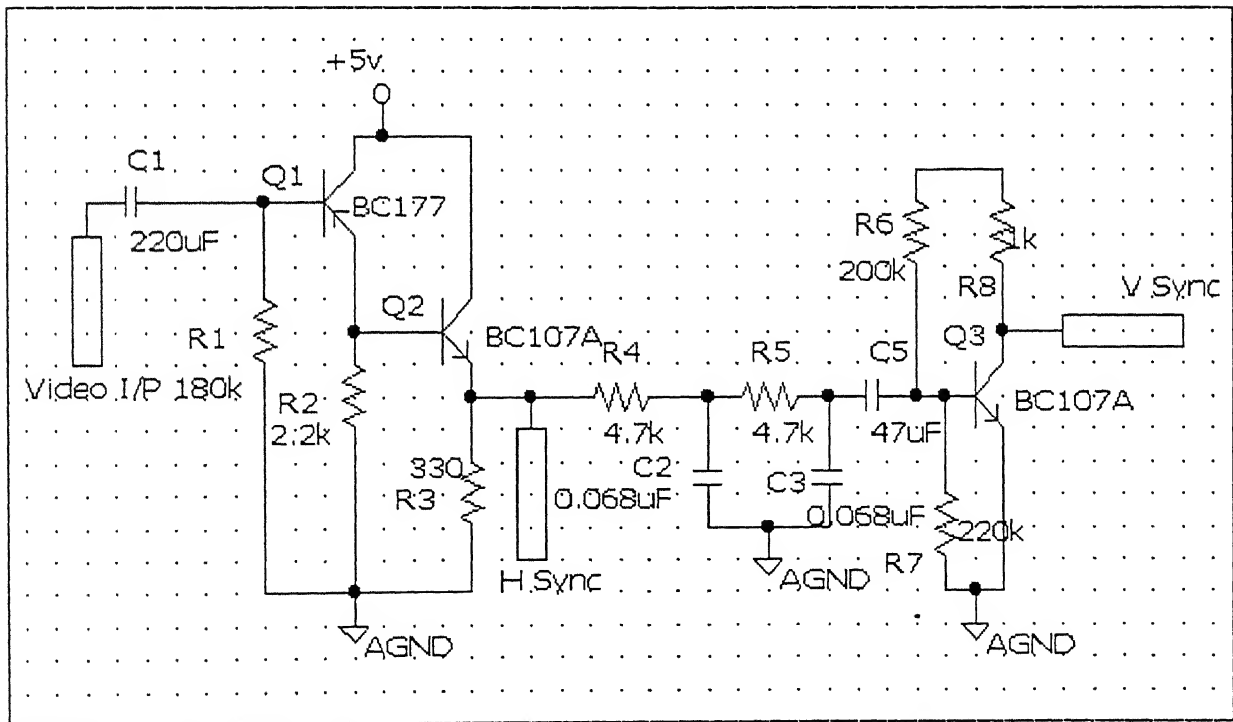 +5v
C1
Q1
BC177
220uF
R6
200k
1k
R8
V Sync
R1
Q2
BC107A
R4
R5
C5
Q3
Video I/P 180k
R2
2.2k
4.7k
4.7k
47uF
BC107A
330
R3
C2
0.068uF
C3
0.068uF
220k
R7
H Sync
AGND
AGND
AGND